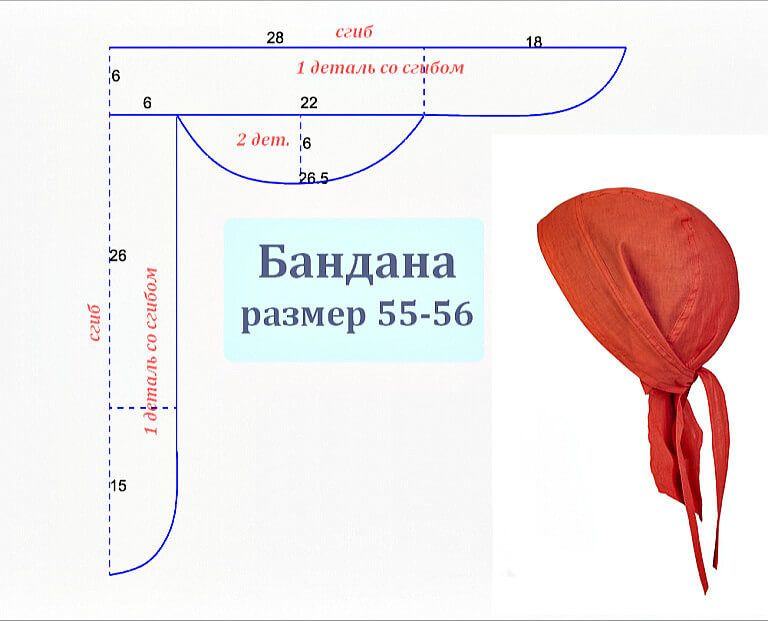 28
сгиб
18
6
1 деталь со сгибом
6
22
2 дет.
6
26.5
26
Бандана
размер 55-56
сгиб
1 деталь со сгибом
15